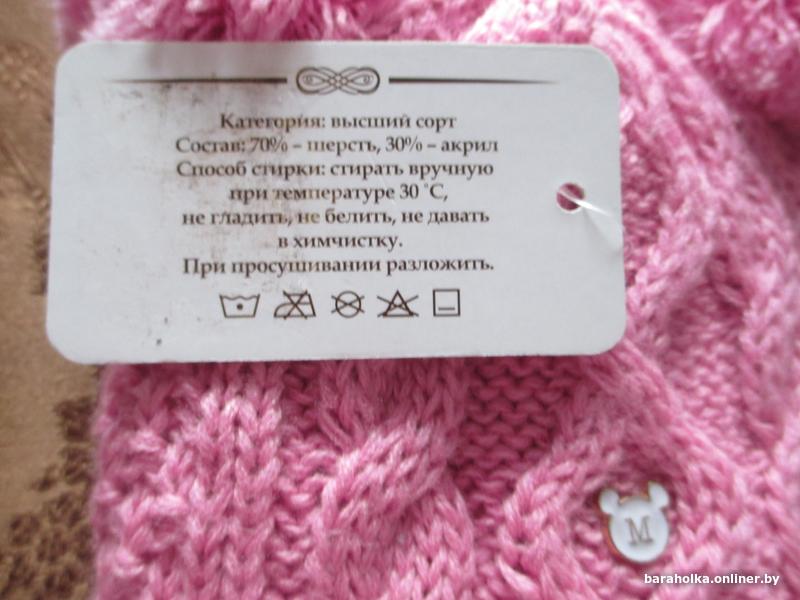 Категория: высший сорт
Состав: 70% – шерсть, 30% – акрил
Способ стирки: стирать вручную
при температуре 30 ˚С,
не гладить, не белить, не давать
в химчистку.
При просушивании разложить.
M
baraholka.onliner.by